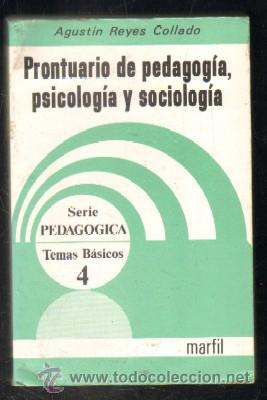 Agustín Reyes Collado
Prontuario de pedagogía,
psicología y sociología
Serie
PEDAGOGICA
Temas Básicos
4
marfil
www.todocoleccion.net